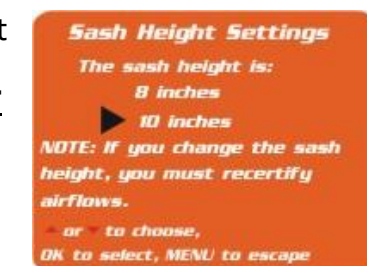 t
Sash Height Settings
The sash height is:
8 inches
▶ 10 inches
NOTE: If you change the sash
height, you must recertify
airflows.
▲ or ▼ to choose,
OK to select, MENU to escape